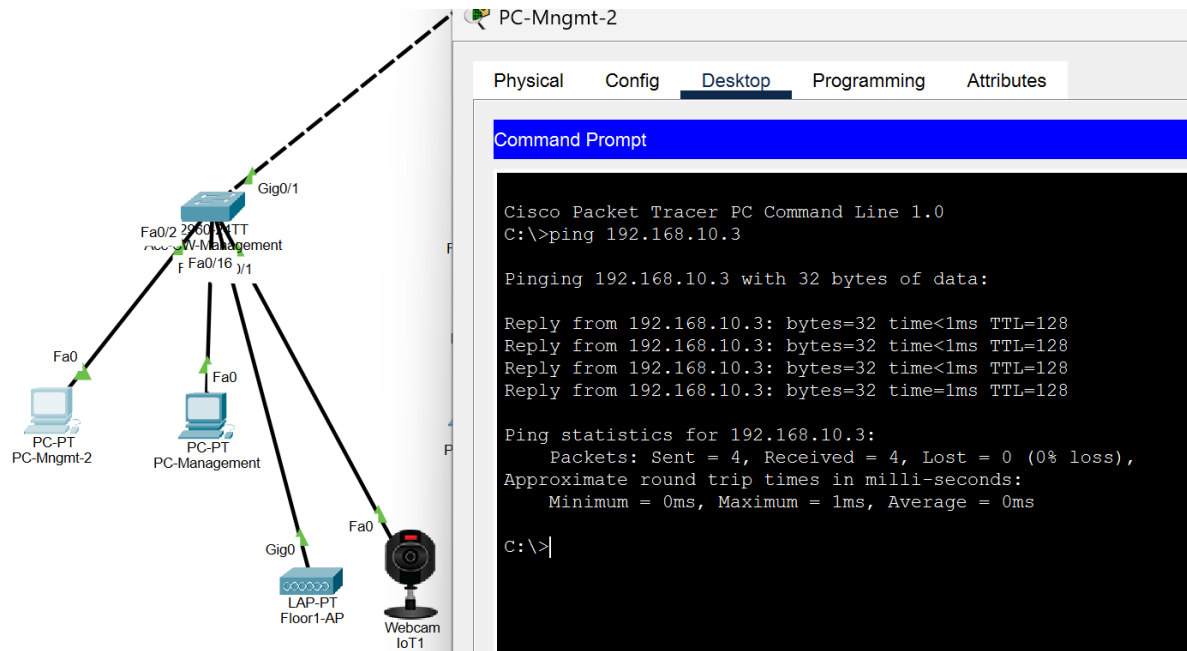 PC-Mngmt-2
Physical Config Desktop Programming Attributes
Command Prompt
Cisco Packet Tracer PC Command Line 1.0
C:\>ping 192.168.10.3
Pinging 192.168.10.3 with 32 bytes of data:
Reply from 192.168.10.3: bytes=32 time<1ms TTL=128
Reply from 192.168.10.3: bytes=32 time<1ms TTL=128
Reply from 192.168.10.3: bytes=32 time<1ms TTL=128
Reply from 192.168.10.3: bytes=32 time=1ms TTL=128
Ping statistics for 192.168.10.3:
Packets: Sent = 4, Received = 4, Lost = 0 (0% loss),
Approximate round trip times in milli-seconds:
Minimum = 0ms, Maximum = 1ms, Average = 0ms
C:\>
Gig0/1
Fa0/2
Fa0/16
0/1
Fa0
PC-PT
PC-Mngmt-2
Fa0
PC-PT
PC-Management
Gig0
LAP-PT
Floor1-AP
Fa0
Webcam
IoT1